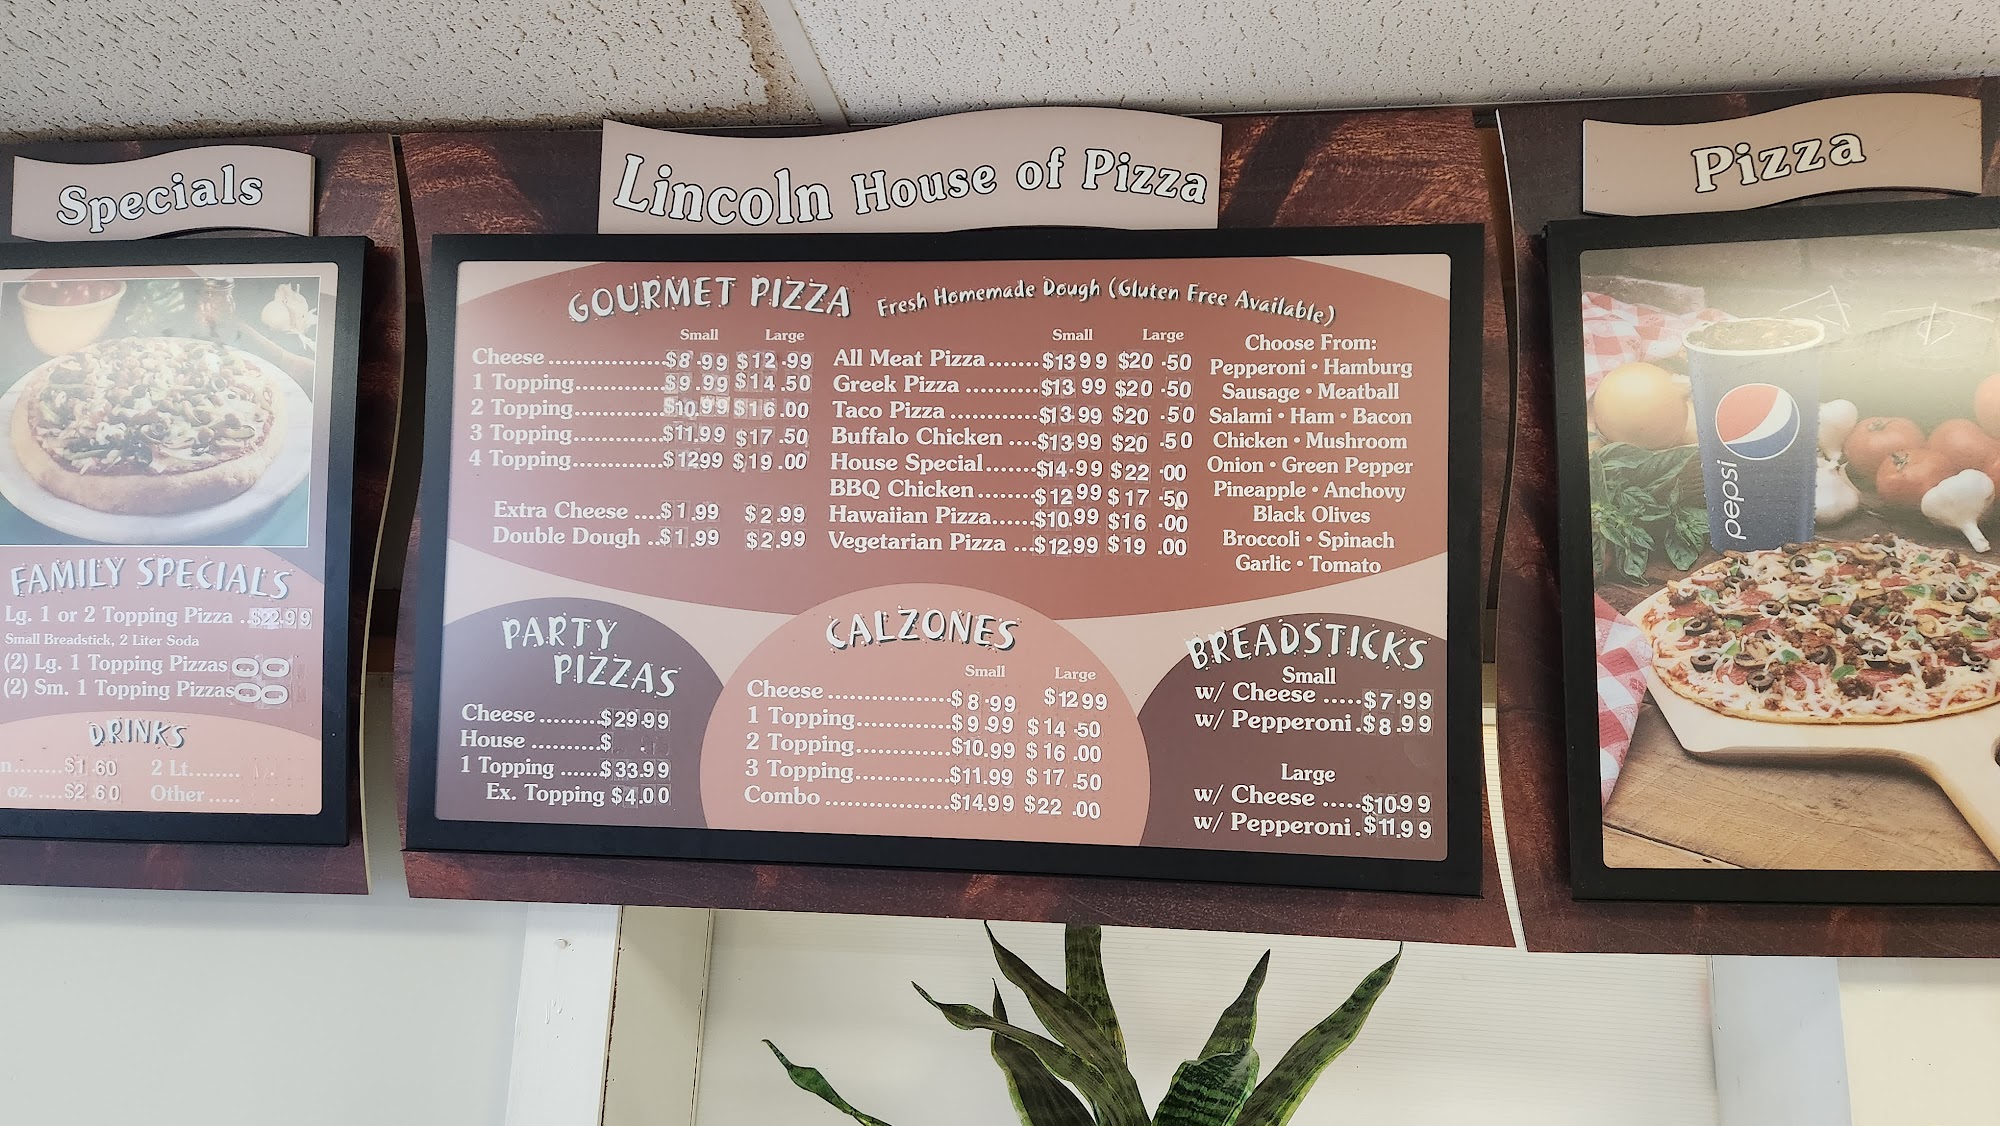 Specials
FAMILY SPECIALS
Lg. 1 or 2 Topping Pizza ..$22.99
Small Breadstick, 2 Liter Soda
(2) Lg. 1 Topping Pizzas 00
(2) Sm. 1 Topping Pizzas 00
DRINKS
$1.60 2 Lt........
oz. ....$2.60 Other .....
Lincoln House of Pizza
GOURMET PIZZA Fresh Homemade Dough (Gluten Free Available)
Small Large
Cheese....................$8.99 $12.99
1 Topping...............$9.99 $14.50
2 Topping...............$10.99 $16.00
3 Topping...............$11.99 $17.50
4 Topping...............$1299 $19.00
Extra Cheese ....$1.99 $2.99
Double Dough ..$1.99 $2.99
Small Large
All Meat Pizza.......$1399 $20.50
Greek Pizza ..........$13.99 $20.50
Taco Pizza ............$13.99 $20.50
Buffalo Chicken ....$1399 $20.50
House Special.......$14.99 $22.00
BBQ Chicken........$1299 $17.50
Hawaiian Pizza......$10.99 $16.00
Vegetarian Pizza ...$12.99 $19.00
Choose From:
Pepperoni • Hamburg
Sausage • Meatball
Salami • Ham • Bacon
Chicken • Mushroom
Onion • Green Pepper
Pineapple • Anchovy
Black Olives
Broccoli • Spinach
Garlic • Tomato
PARTY
PIZZAS
Cheese.........$29.99
House ..........$ .
1 Topping ......$33.99
Ex. Topping $4.00
CALZONES
Small Large
Cheese....................$8.99 $1299
1 Topping...............$9.99 $14.50
2 Topping...............$10.99 $16.00
3 Topping...............$11.99 $17.50
Combo ...................$14.99 $22.00
BREADSTICKS
Small
w/ Cheese .....$7.99
w/ Pepperoni.$8.99
Large
w/ Cheese .....$10.99
w/ Pepperoni.$11.99
Pizza
pepsi